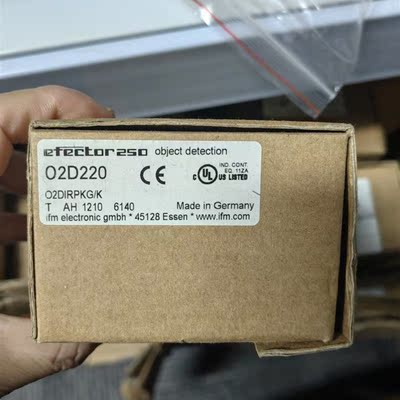 efector250 object detection
O2D220
CE
C UL US LISTED
IND. CONT.
EQ. 11ZA
O2DIRPKG/K
T AH 1210 6140 Made in Germany
ifm electronic gmbh * 45128 Essen * www.ifm.com